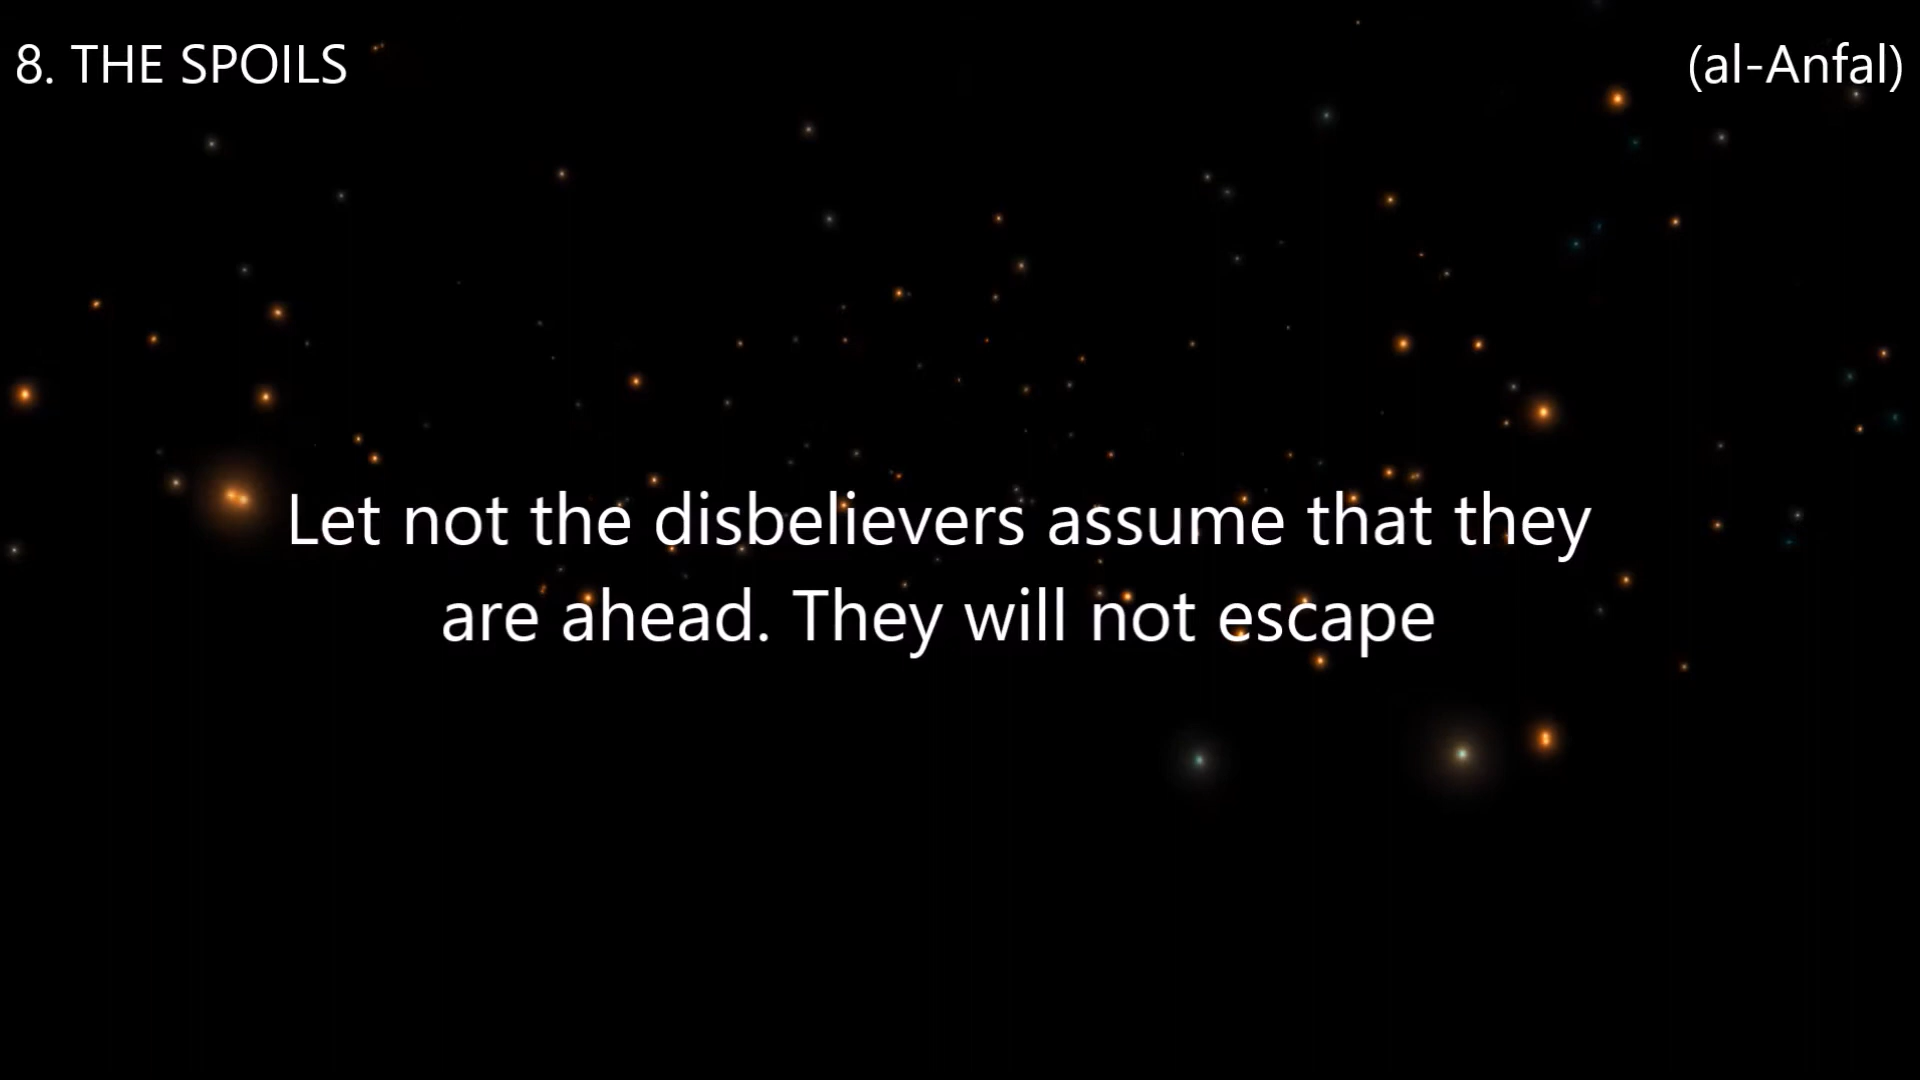 8. THE SPOILS
(al-Anfal)
Let not the disbelievers assume that they
are ahead. They will not escape